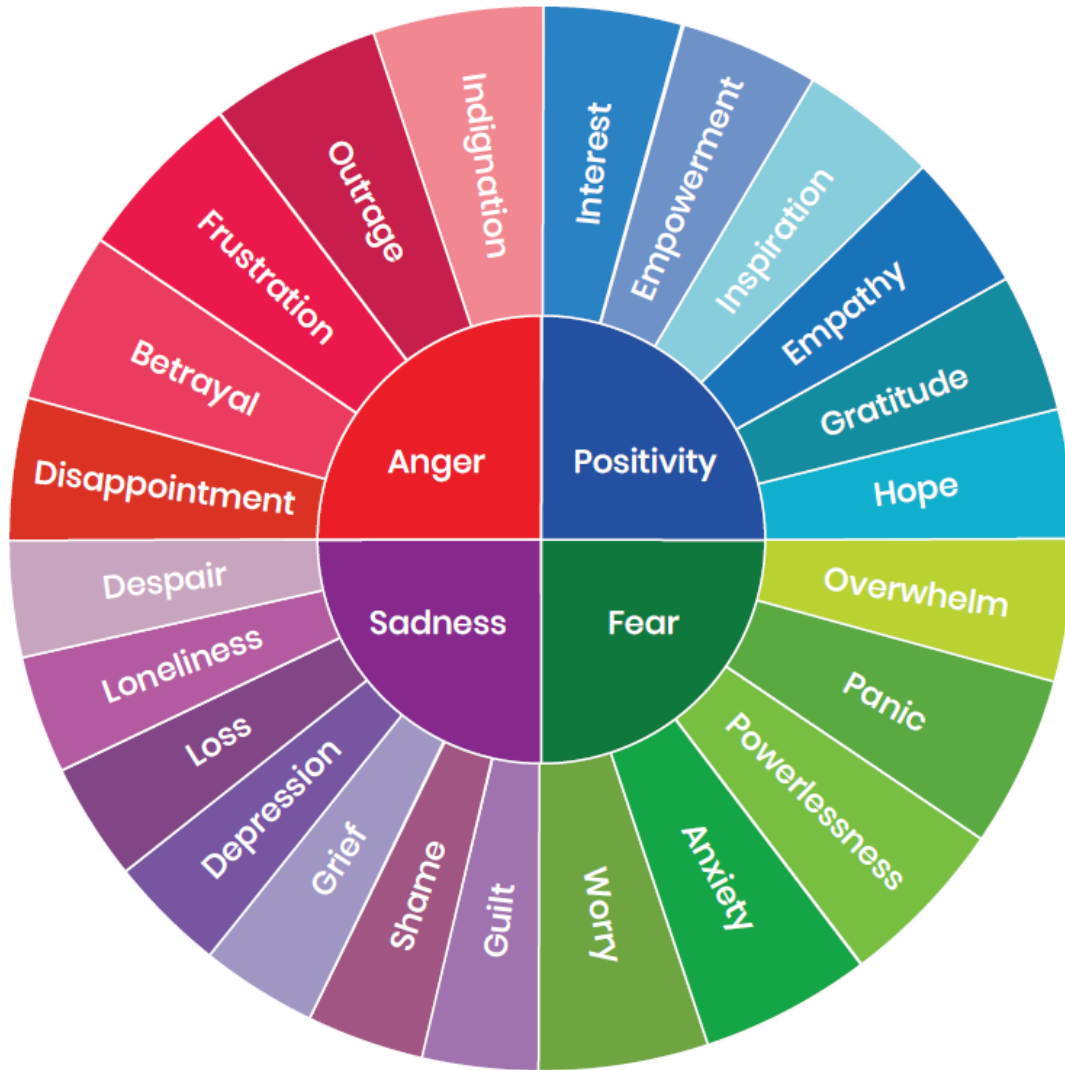 Indignation
Interest
Empowerment
Inspiration
Empathy
Gratitude
Hope
Overwhelm
Panic
Powerlessness
Anxiety
Worry
Guilt
Shame
Grief
Depression
Loss
Loneliness
Despair
Disappointment
Betrayal
Frustration
Outrage
Anger
Positivity
Sadness
Fear